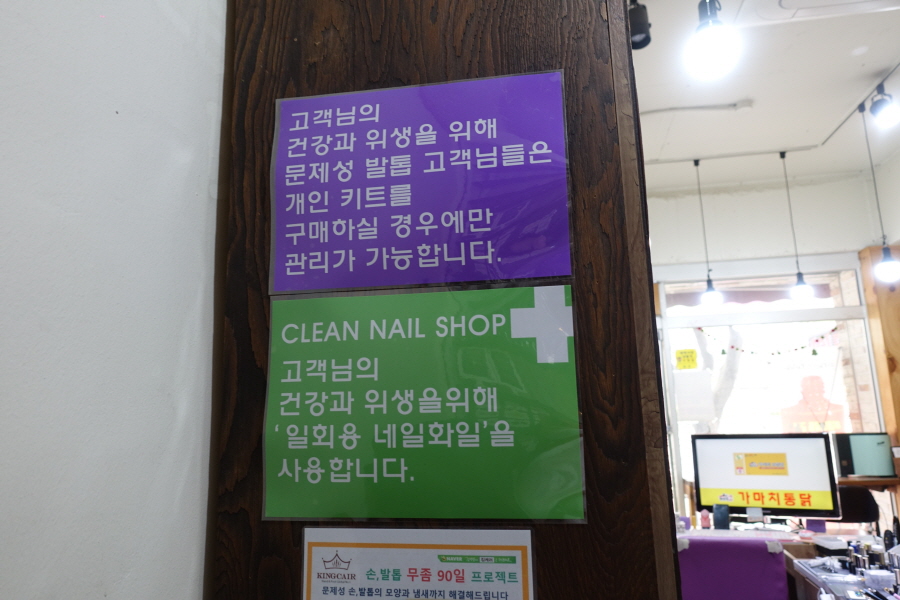 고객님의
건강과 위생을 위해
문제성 발톱 고객님들은
개인 키트를
구매하실 경우에만
관리가 가능합니다.
CLEAN NAIL SHOP
고객님의
건강과 위생을위해
‘일회용 네일화일’을
사용합니다.
KINGCAIR
손,발톱 무좀 90일 프로젝트
문제성 손,발톱의 모양과 냄새까지 해결해드립니다
가마치통닭